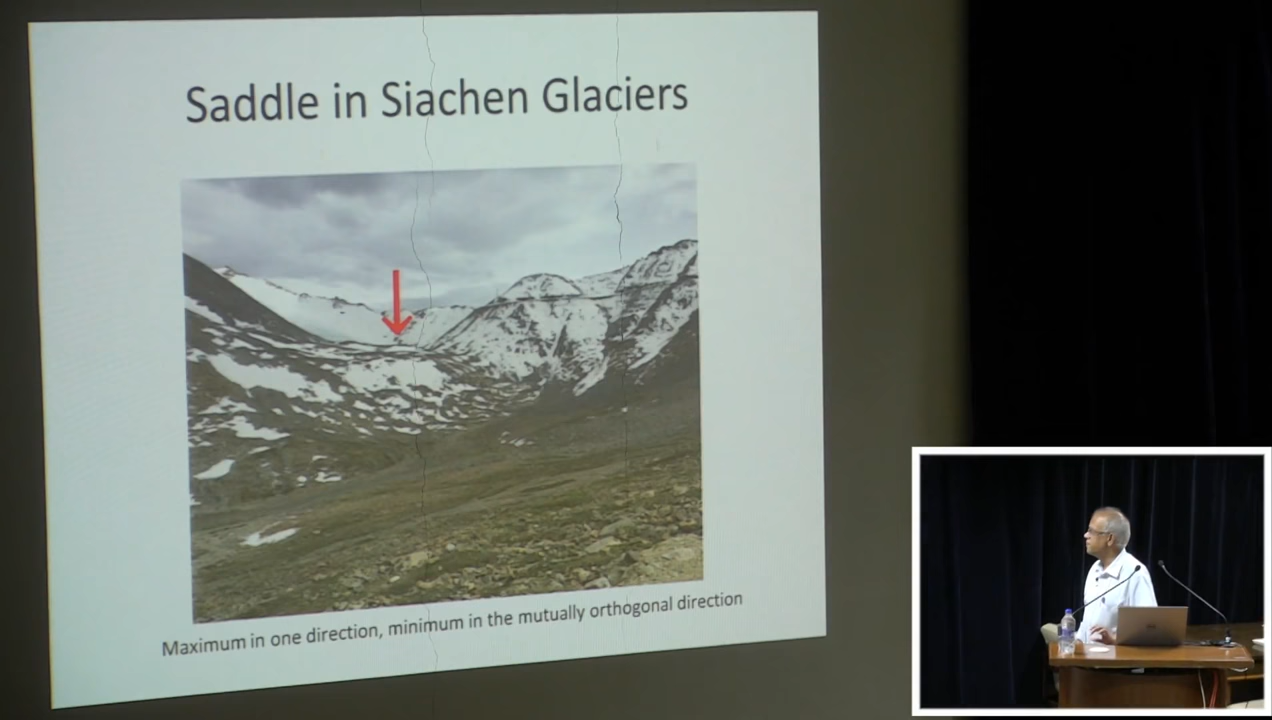 Saddle in Siachen Glaciers
Maximum in one direction, minimum in the mutually orthogonal direction